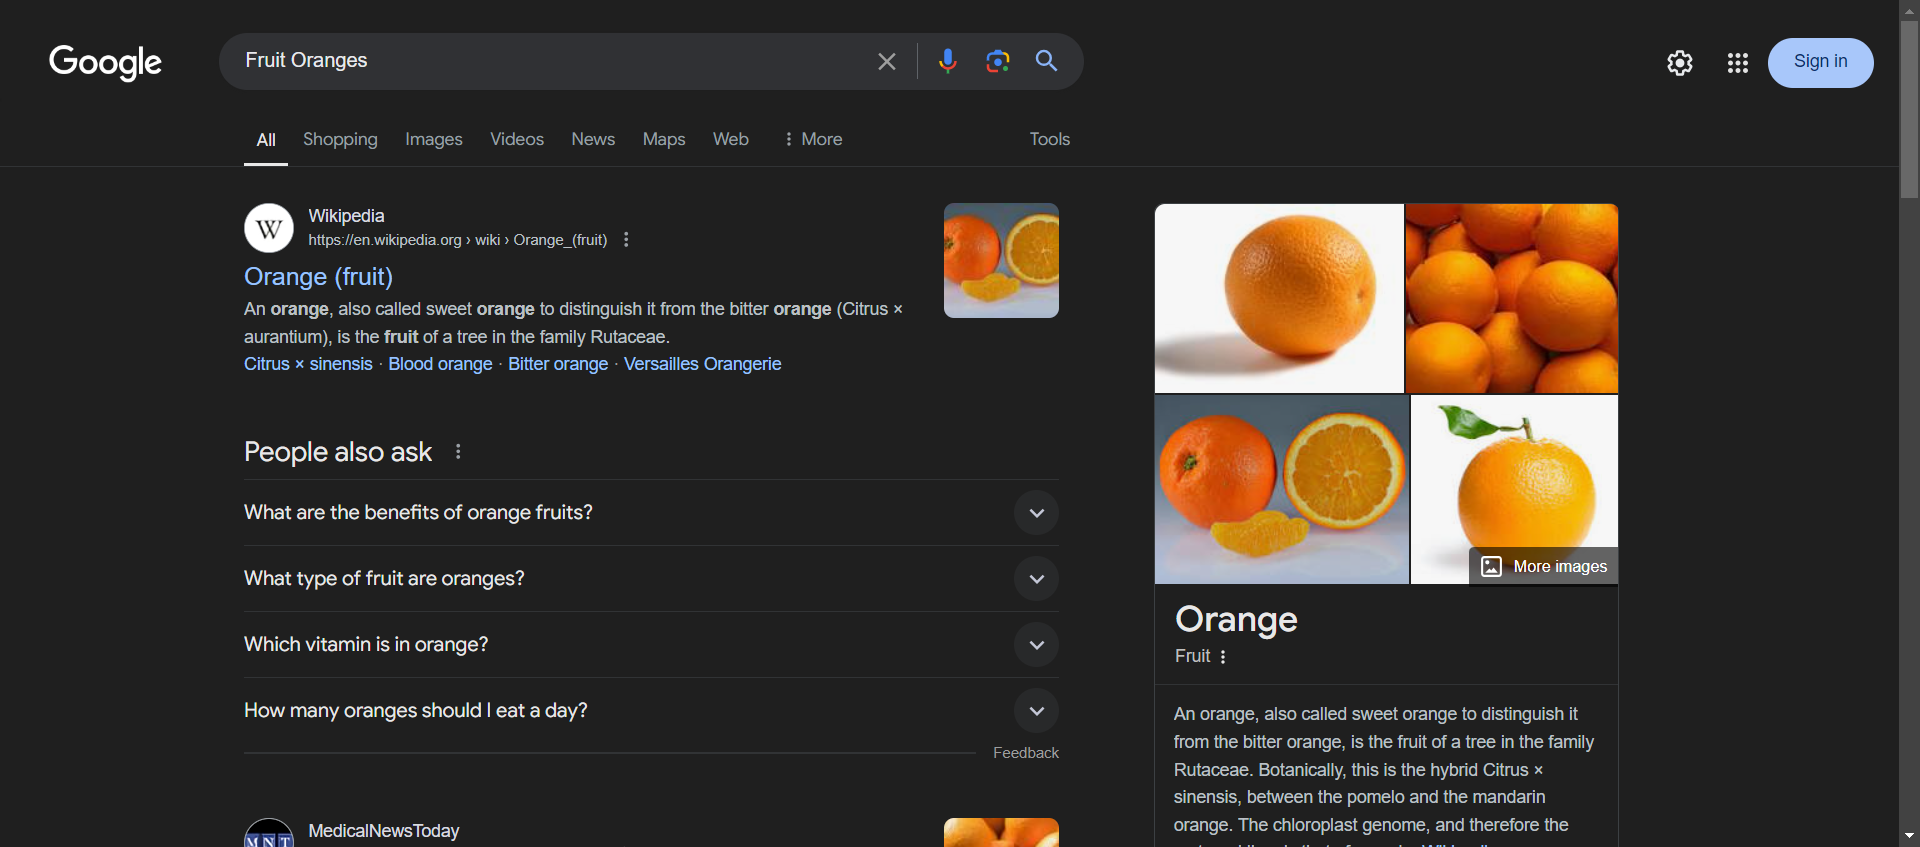 Google
Fruit Oranges
Sign in
All Shopping Images Videos News Maps Web More Tools
W
Wikipedia
https://en.wikipedia.org › wiki › Orange_(fruit)
Orange (fruit)
An orange, also called sweet orange to distinguish it from the bitter orange (Citrus ×
aurantium), is the fruit of a tree in the family Rutaceae.
Citrus × sinensis · Blood orange · Bitter orange · Versailles Orangerie
People also ask
What are the benefits of orange fruits?
What type of fruit are oranges?
Which vitamin is in orange?
How many oranges should I eat a day?
Feedback
MNT
MedicalNewsToday
More images
Orange
Fruit
An orange, also called sweet orange to distinguish it
from the bitter orange, is the fruit of a tree in the family
Rutaceae. Botanically, this is the hybrid Citrus ×
sinensis, between the pomelo and the mandarin
orange. The chloroplast genome, and therefore the